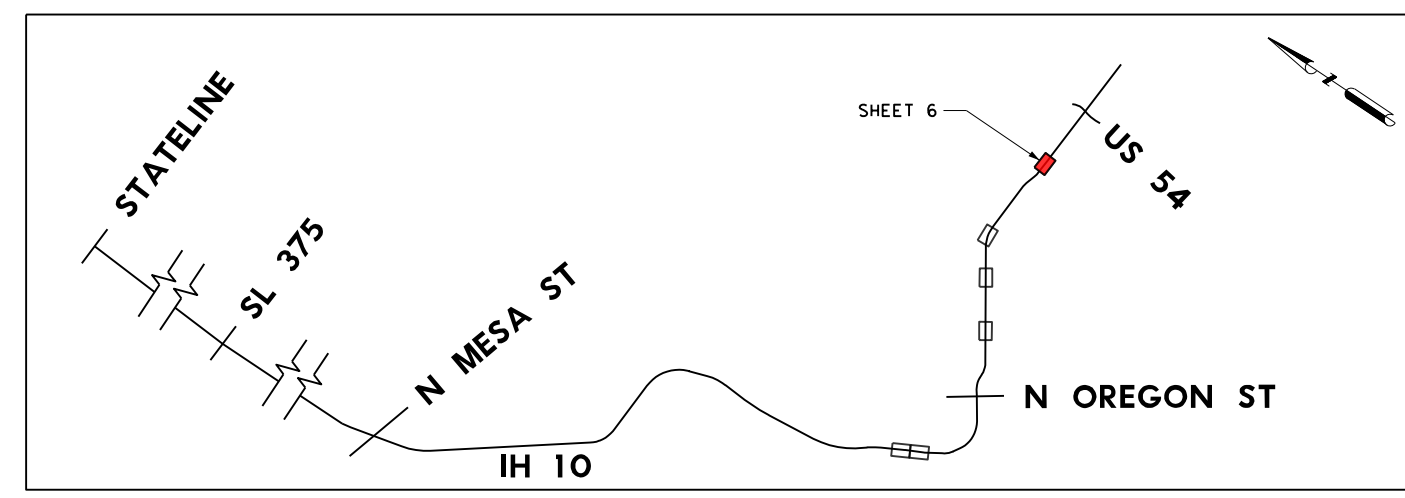 STATELINE
SL 375
N MESA ST
IH 10
SHEET 6
US 54
N OREGON ST